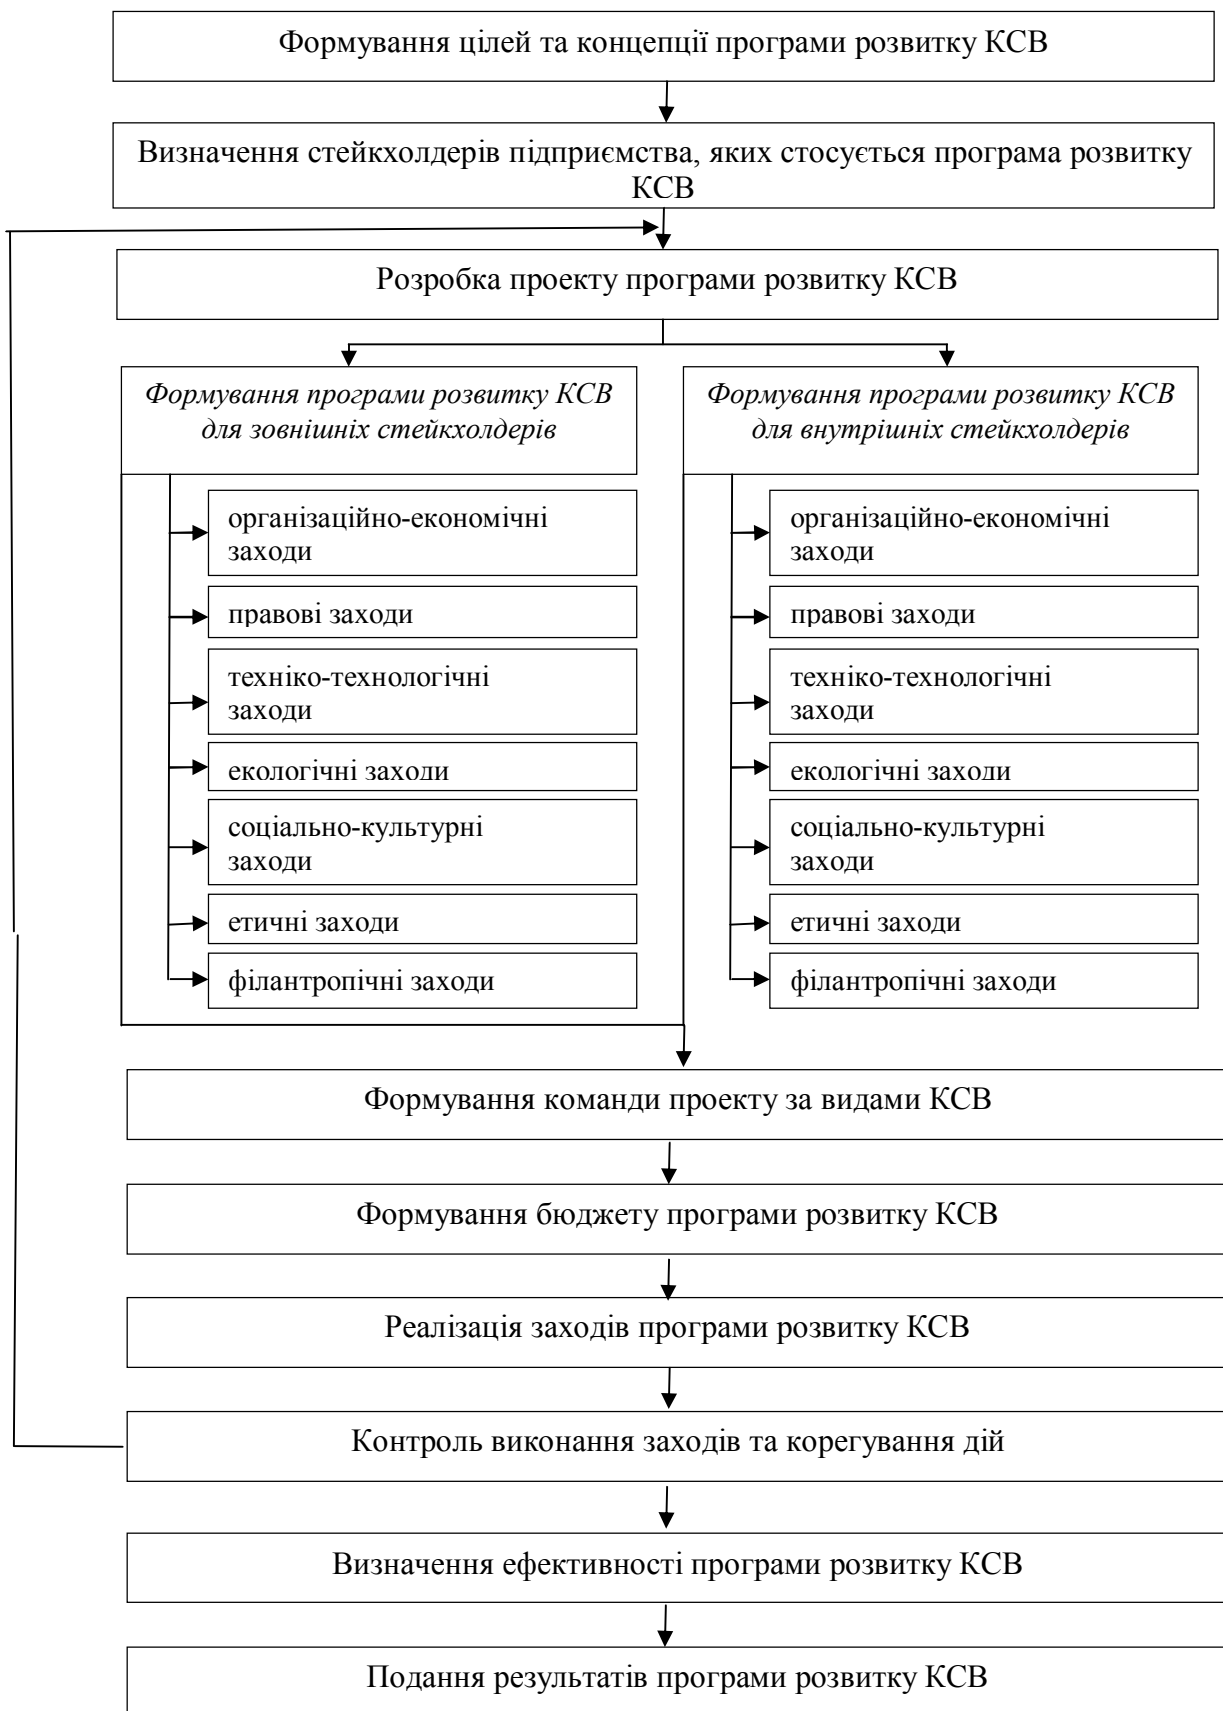 Формування цілей та концепції програми розвитку КСВ
Визначення стейкхолдерів підприємства, яких стосується програма розвитку
КСВ
Розробка проекту програми розвитку КСВ
Формування програми розвитку КСВ
для зовнішніх стейкхолдерів
організаційно-економічні
заходи
правові заходи
техніко-технологічні
заходи
екологічні заходи
соціально-культурні
заходи
етичні заходи
філантропічні заходи
Формування програми розвитку КСВ
для внутрішніх стейкхолдерів
організаційно-економічні
заходи
правові заходи
техніко-технологічні
заходи
екологічні заходи
соціально-культурні
заходи
етичні заходи
філантропічні заходи
Формування команди проекту за видами КСВ
Формування бюджету програми розвитку КСВ
Реалізація заходів програми розвитку КСВ
Контроль виконання заходів та корегування дій
Визначення ефективності програми розвитку КСВ
Подання результатів програми розвитку КСВ